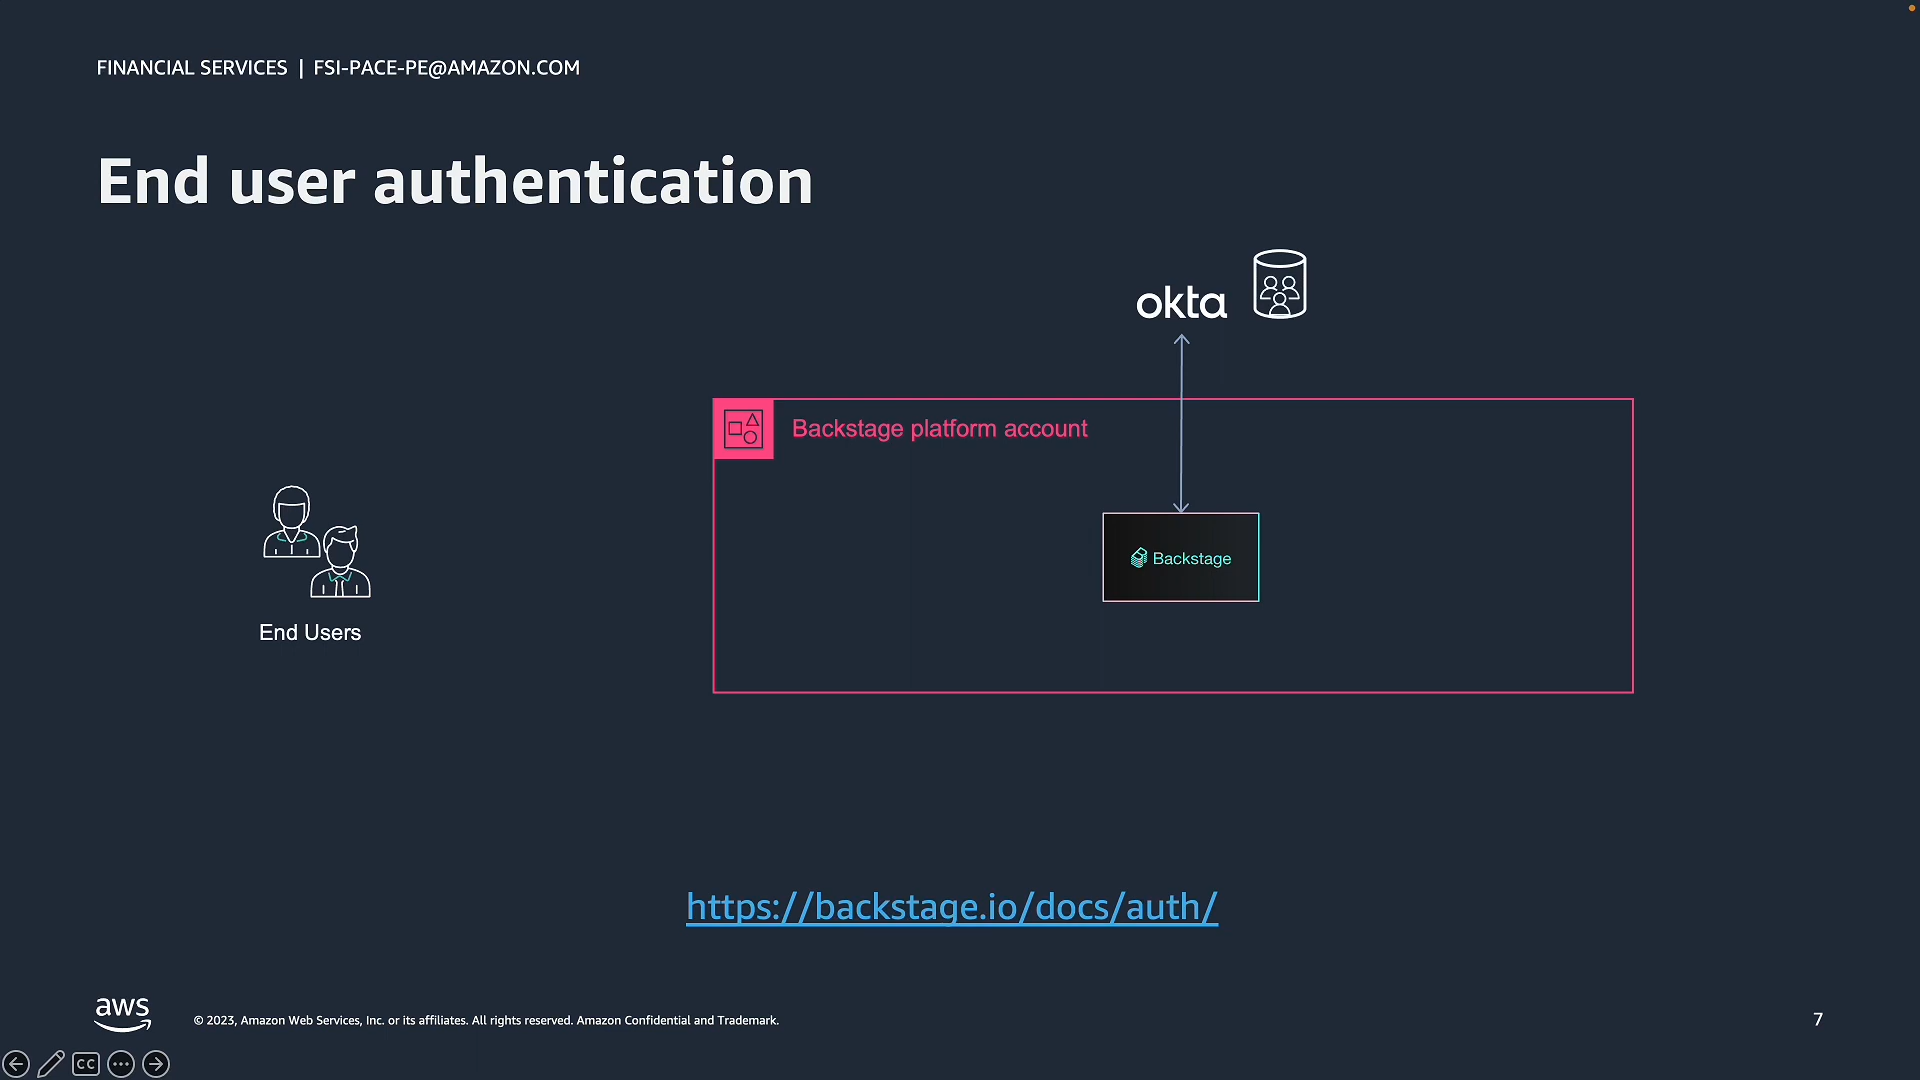 FINANCIAL SERVICES | FSI-PACE-PE@AMAZON.COM
End user authentication
okta
Backstage platform account
Backstage
End Users
https://backstage.io/docs/auth/
aws
© 2023, Amazon Web Services, Inc. or its affiliates. All rights reserved. Amazon Confidential and Trademark.
7
CC